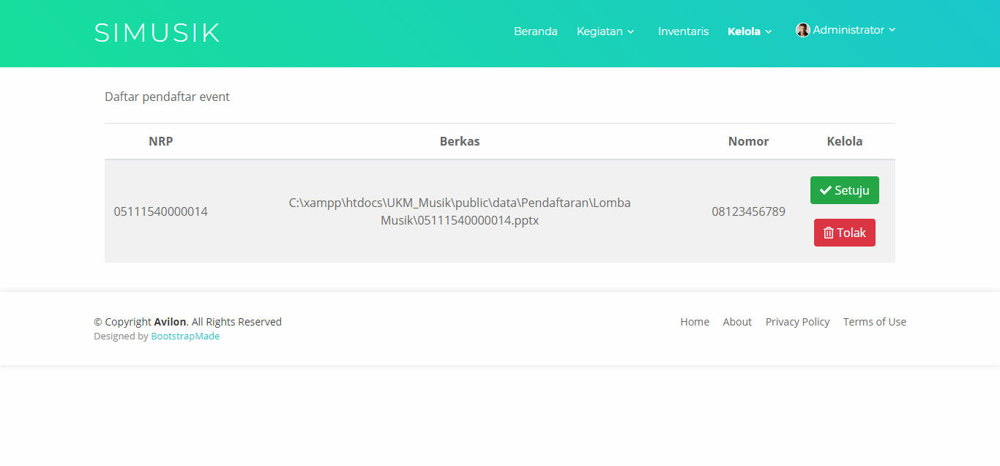 SIMUSIK
Beranda Kegiatan Inventaris Kelola Administrator
Daftar pendaftar event
NRP Berkas Nomor Kelola
05111540000014
C:\xampp\htdocs\UKM_Musik\public\data\Pendaftaran\Lomba
Musik\05111540000014.pptx
08123456789
Setuju
Tolak
© Copyright Avilon. All Rights Reserved
Designed by BootstrapMade
Home About Privacy Policy Terms of Use